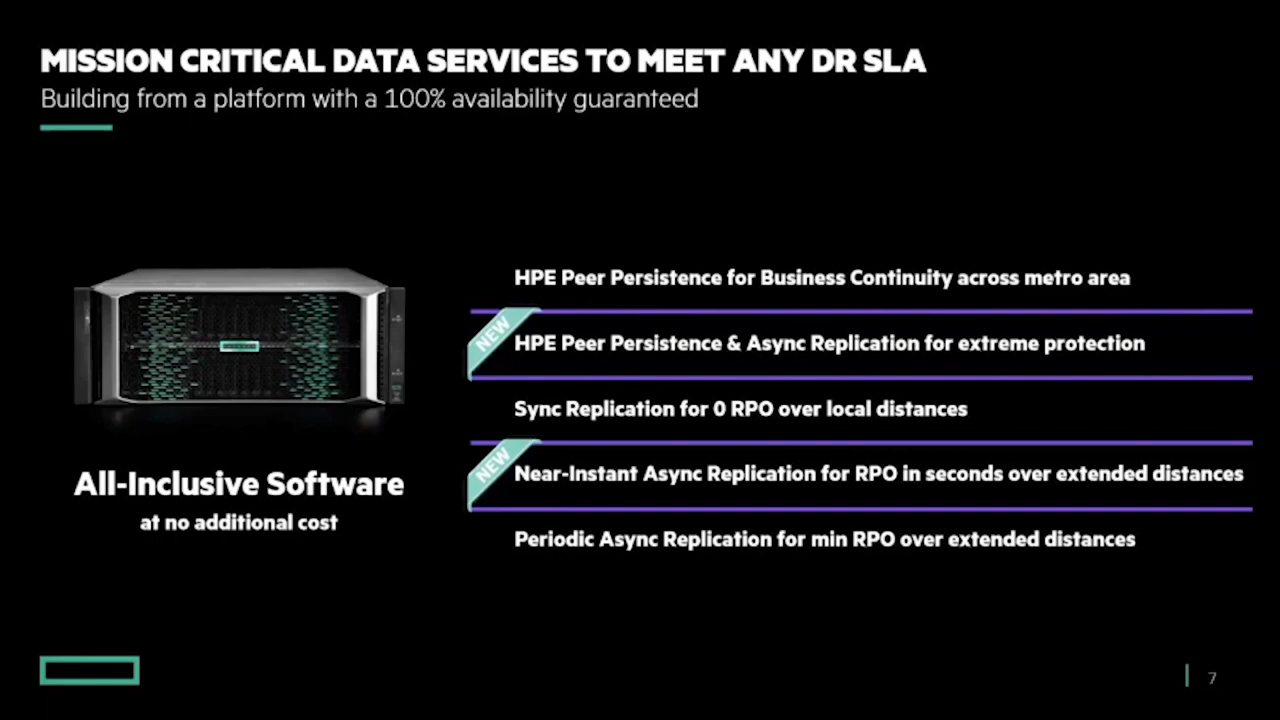 MISSION CRITICAL DATA SERVICES TO MEET ANY DR SLA
Building from a platform with a 100% availability guaranteed
HPE Peer Persistence for Business Continuity across metro area
NEW
HPE Peer Persistence & Async Replication for extreme protection
Sync Replication for 0 RPO over local distances
NEW
Near-Instant Async Replication for RPO in seconds over extended distances
Periodic Async Replication for min RPO over extended distances
All-Inclusive Software
at no additional cost
7